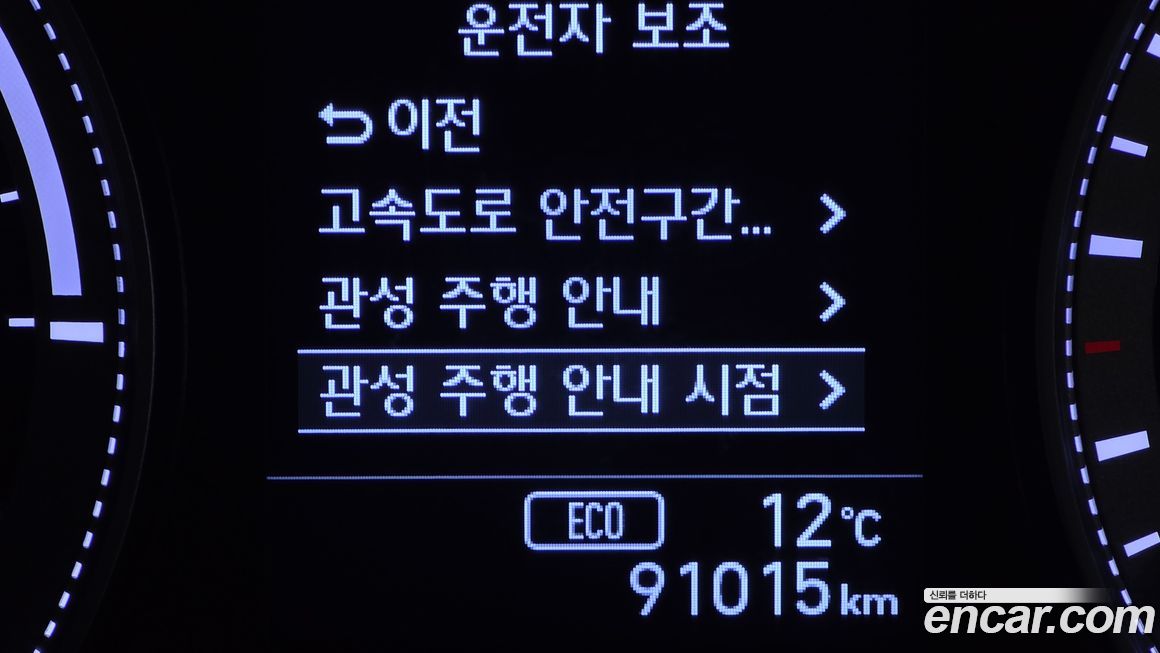 운전자 보조
이전
고속도로 안전구간...
관성 주행 안내
관성 주행 안내 시점
ECO 12°C
91015km
신뢰를 더하다
encar.com